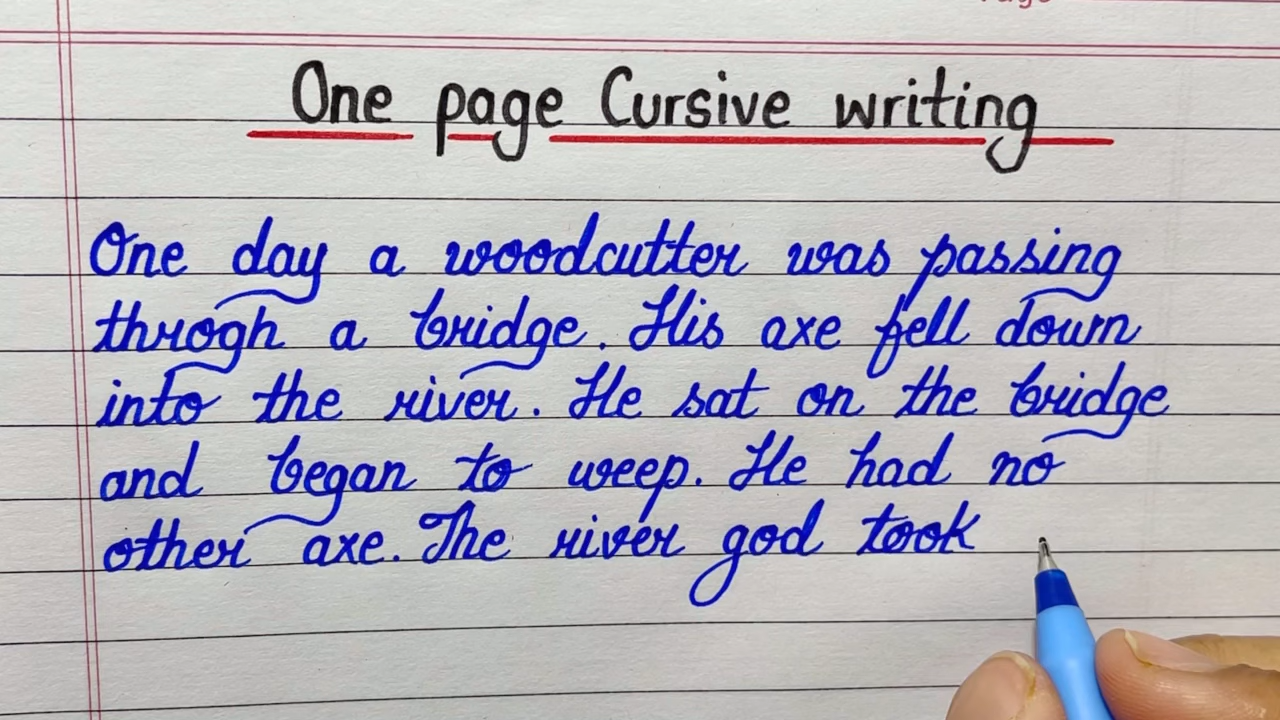 One page Cursive writing
One day a woodcutter was passing
throgh a bridge. His axe fell down
into the river. He sat on the bridge
and began to weep. He had no
other axe. The river god took